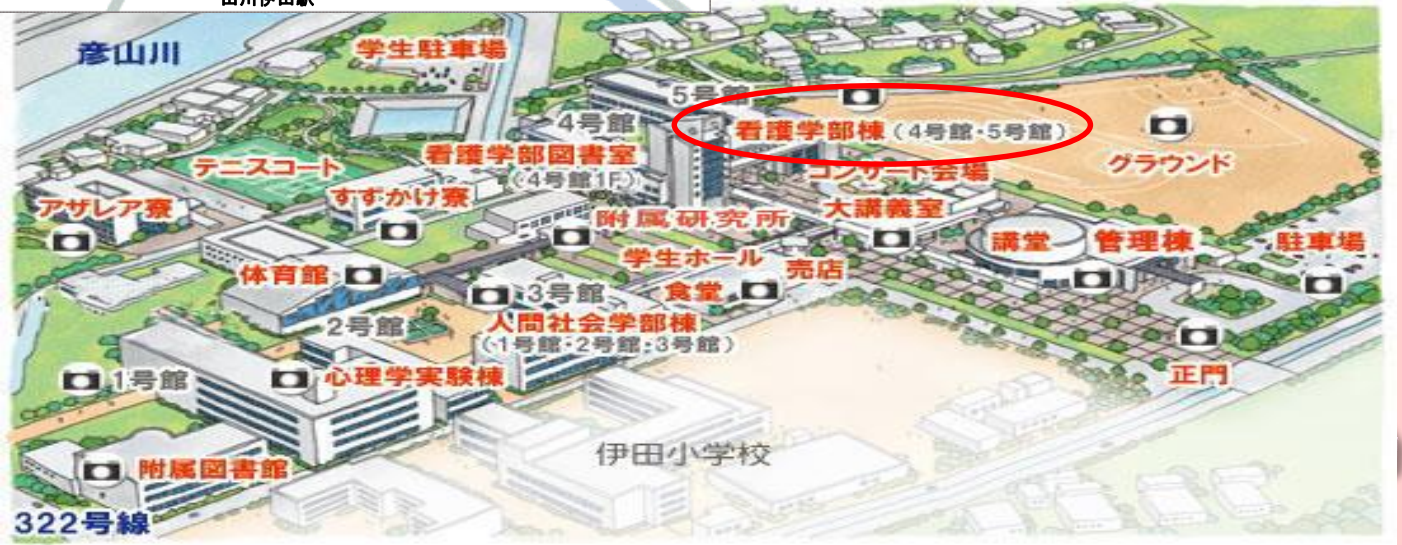 田川伊田駅
彦山川
学生駐車場
5号館
4号館
看護学部棟(4号館・5号館)
テニスコート
看護学部図書室
(4号館1F)
コンサート会場
グラウンド
アザレア寮
すずかけ寮
附属研究所
大講義室
講堂
管理棟
駐車場
体育館
学生ホール
売店
3号館
食堂
2号館
人間社会学部棟
(1号館・2号館・3号館)
1号館
心理学実験棟
正門
伊田小学校
附属図書館
322号線